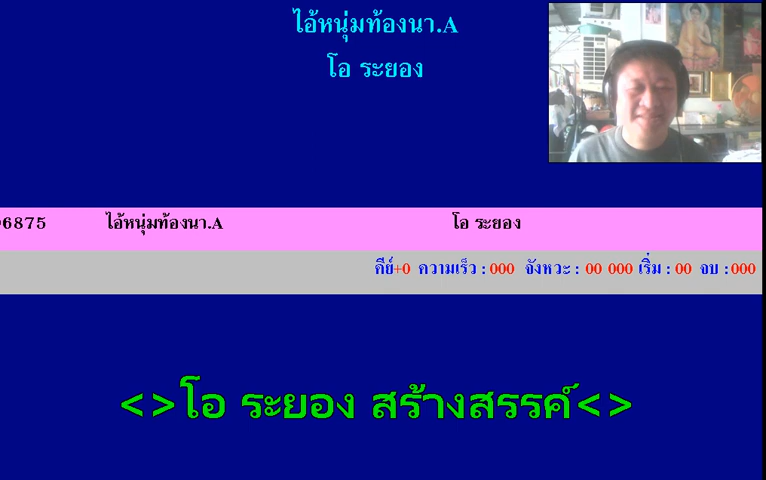 ไอ้หนุ่มท้องนา.A
โอ ระยอง
6875 ไอ้หนุ่มท้องนา.A โอ ระยอง
คีย์+0 ความเร็ว : 000 จังหวะ : 00 000 เริ่ม : 00 จบ :000
<>โอ ระยอง สร้างสรรค์<>